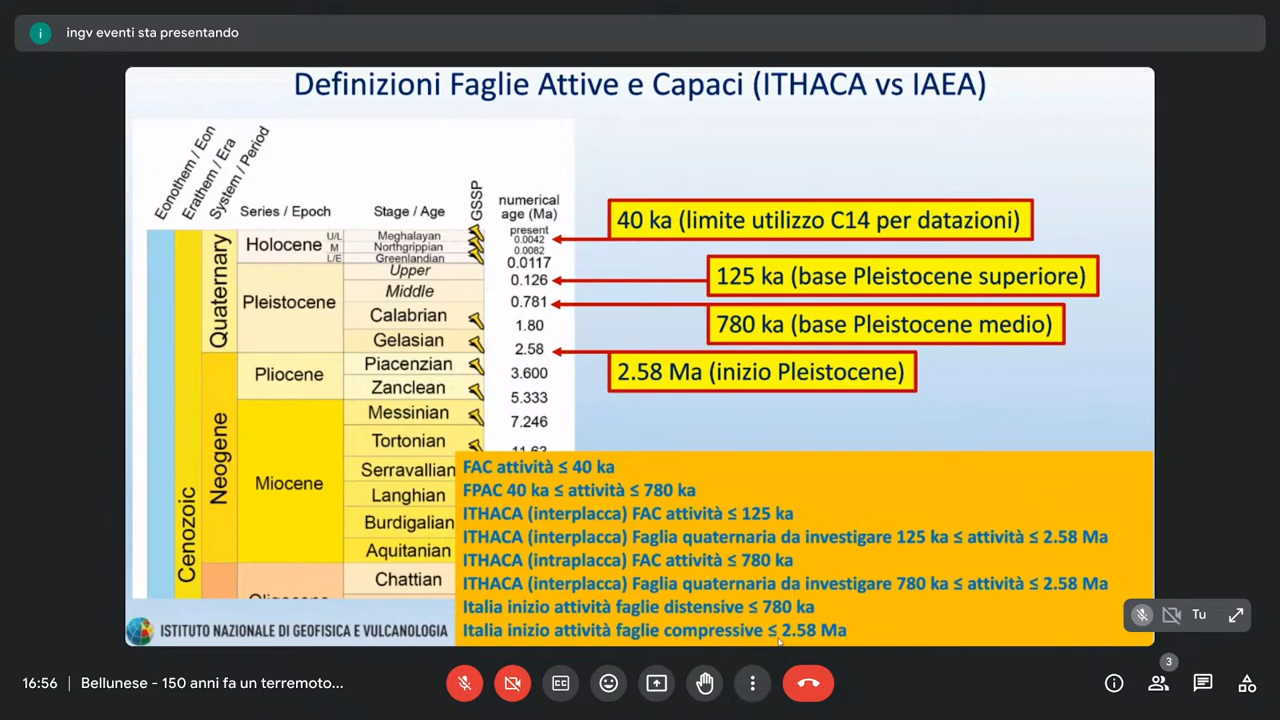 i ingv eventi sta presentando
Definizioni Faglie Attive e Capaci (ITHACA vs IAEA)
Eonothem / Eon
Erathem / Era
System / Period
Series / Epoch
Stage / Age
GSSP
numerical
age (Ma)
present
Quaternary
Holocene
U/L
Meghalayan
0.0042
M
Northgrippian
0.0082
L/E
Greenlandian
0.0117
Pleistocene
Upper
0.126
Middle
0.781
Calabrian
1.80
Gelasian
2.58
Cenozoic
Neogene
Pliocene
Piacenzian
3.600
Zanclean
5.333
Miocene
Messinian
7.246
Tortonian
11.63
Serravallian
Langhian
Burdigalian
Aquitanian
Oligocene
Chattian
40 ka (limite utilizzo C14 per datazioni)
125 ka (base Pleistocene superiore)
780 ka (base Pleistocene medio)
2.58 Ma (inizio Pleistocene)
FAC attività ≤ 40 ka
FPAC 40 ka ≤ attività ≤ 780 ka
ITHACA (interplacca) FAC attività ≤ 125 ka
ITHACA (interplacca) Faglia quaternaria da investigare 125 ka ≤ attività ≤ 2.58 Ma
ITHACA (intraplacca) FAC attività ≤ 780 ka
ITHACA (interplacca) Faglia quaternaria da investigare 780 ka ≤ attività ≤ 2.58 Ma
Italia inizio attività faglie distensive ≤ 780 ka
Italia inizio attività faglie compressive ≤ 2.58 Ma
ISTITUTO NAZIONALE DI GEOFISICA E VULCANOLOGIA
Tu
16:56 | Bellunese - 150 anni fa un terremoto...
CC
3